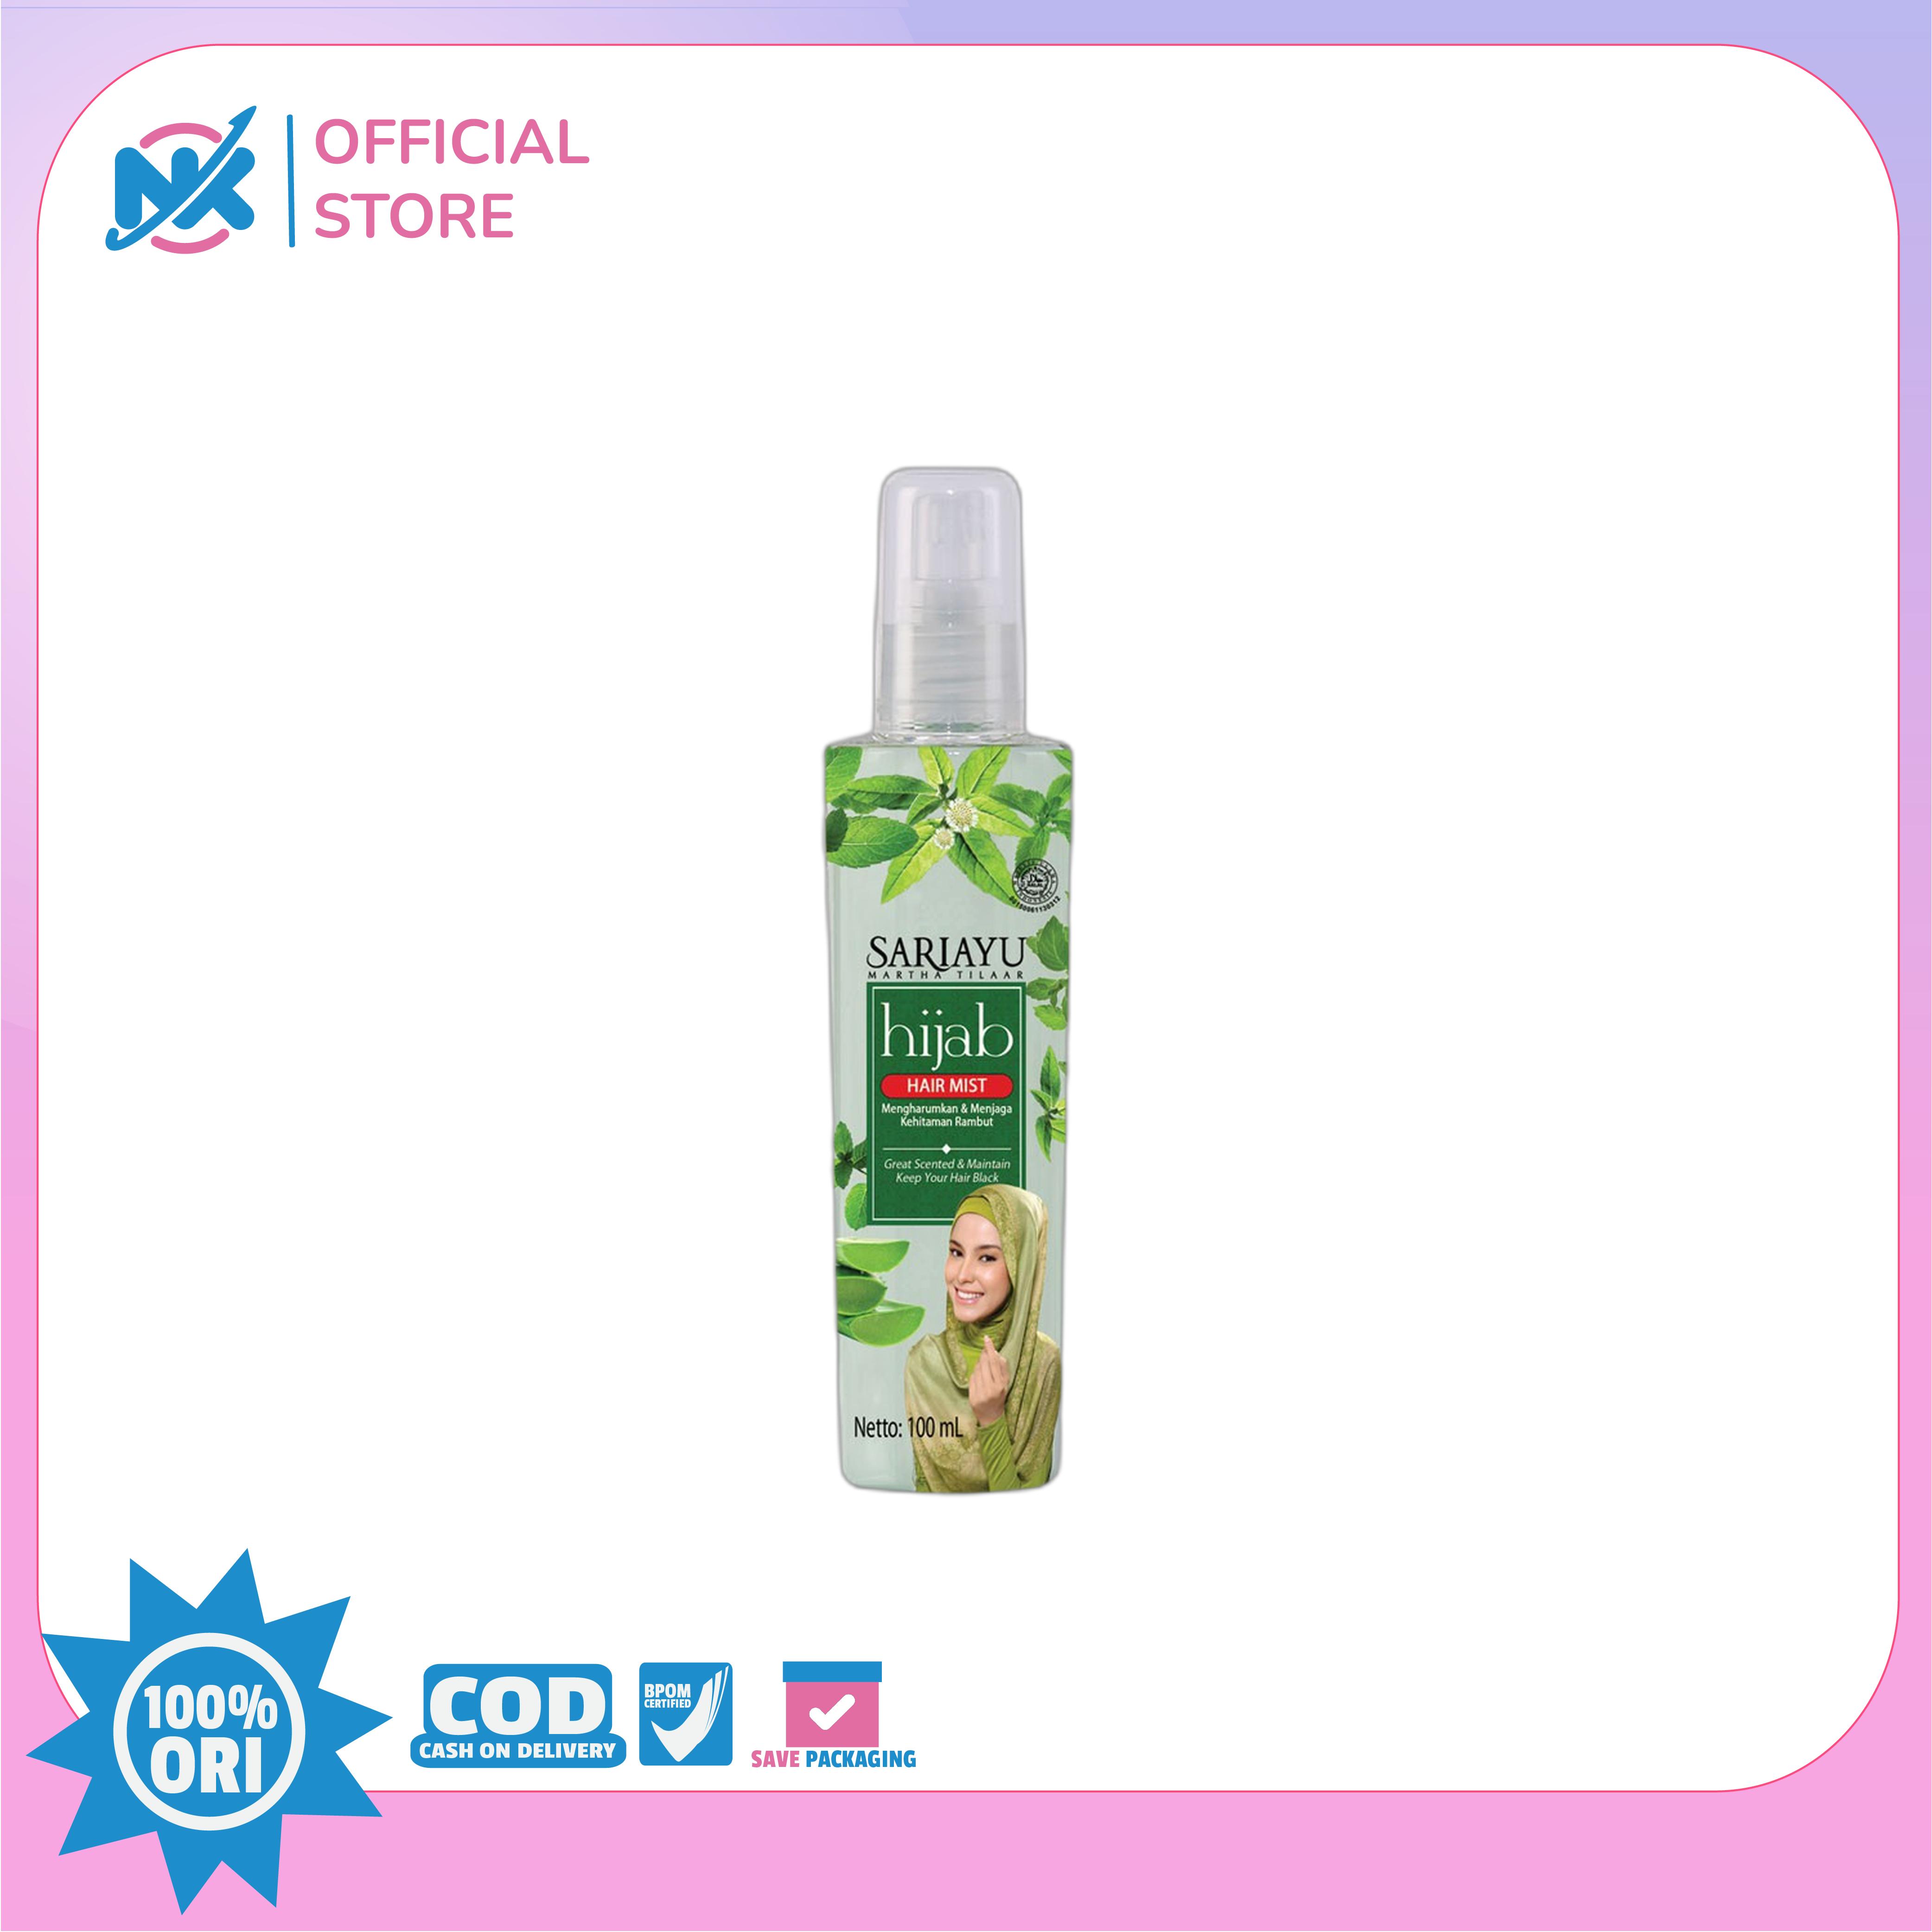 NK
OFFICIAL
STORE
SARIAYU
MARTHA TILAAR
hijab
HAIR MIST
Mengharumkan & Menjaga
Kehitaman Rambut
Great Scented & Maintain
Keep Your Hair Black
Netto: 100 mL
100%
ORI
COD
CASH ON DELIVERY
BPOM
CERTIFIED
SAVE PACKAGING